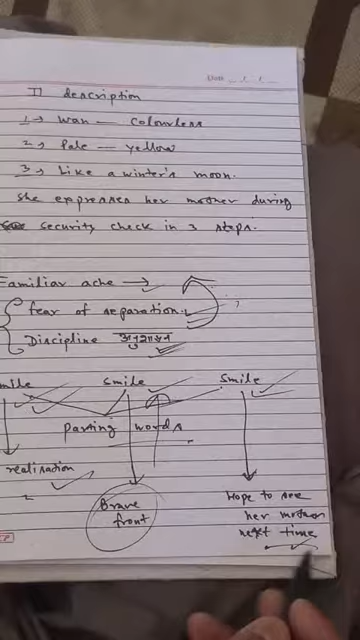 Date
II description
1→ Wan — Colourless
2→ Pale — yellow
3→ Like a winter's moon.
She expresses her mother during
security check in 3 steps.
Familiar ache →
fear of separation
Discipline अनुशासन
smile smile smile
parting words
realisation
Brave
front
Hope to see
her mother
next time